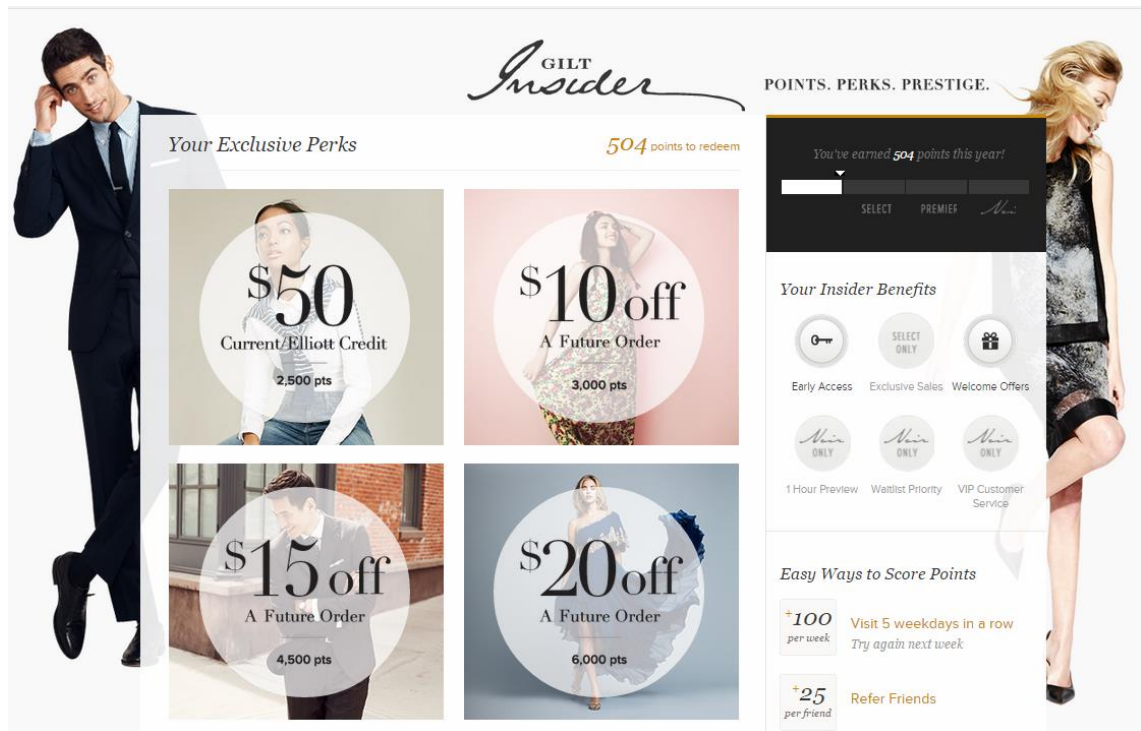 GILT
Insider
POINTS. PERKS. PRESTIGE.
Your Exclusive Perks
504 points to redeem
$50
Current/Elliott Credit
2,500 pts
$10 off
A Future Order
3,000 pts
$15 off
A Future Order
4,500 pts
$20 off
A Future Order
6,000 pts
You've earned 504 points this year!
SELECT PREMIER Noir
Your Insider Benefits
SELECT
ONLY
Early Access Exclusive Sales Welcome Offers
Noir Noir Noir
ONLY ONLY ONLY
1 Hour Preview Waitlist Priority VIP Customer
Service
Easy Ways to Score Points
+100
per week
Visit 5 weekdays in a row
Try again next week
+25
per friend
Refer Friends